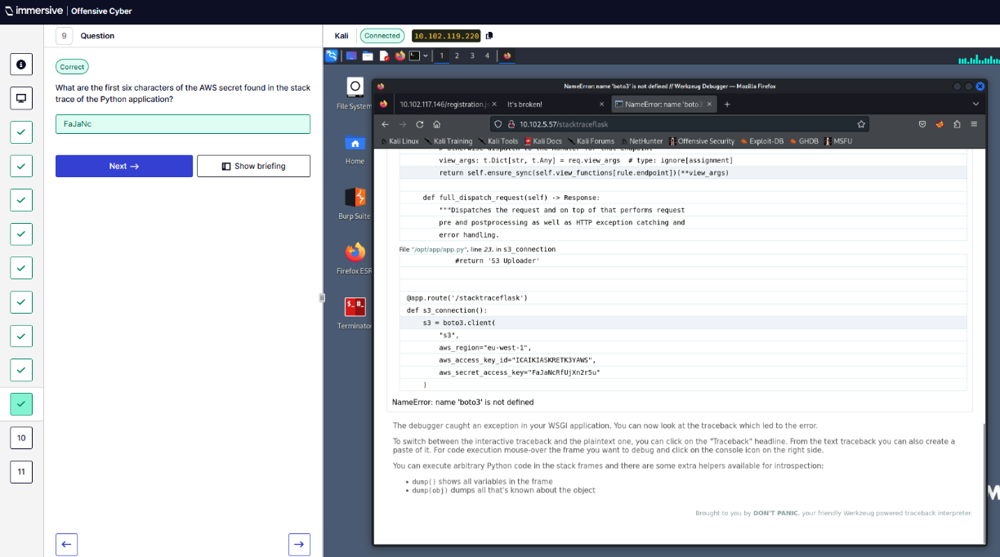 immersive | Offensive Cyber
9 Question
Correct
What are the first six characters of the AWS secret found in the stack
trace of the Python application?
FaJaNc
Next →
Show briefing
10
11
Kali Connected 10.102.119.220
1 2 3 4
File System
Home
Burp Suite
Firefox ESR
Terminator
NameError: name 'boto3' is not defined // Werkzeug Debugger — Mozilla Firefox
10.102.117.146/registration.j
It's broken!
NameError: name 'boto3'
10.102.5.57/stacktraceflask
Kali Linux Kali Training Kali Tools Kali Docs Kali Forums NetHunter Offensive Security Exploit-DB GHDB MSFU
# otherwise dispatch to the handler for that endpoint
view_args: t.Dict[str, t.Any] = req.view_args # type: ignore[assignment]
return self.ensure_sync(self.view_functions[rule.endpoint])(**view_args)
def full_dispatch_request(self) -> Response:
"""Dispatches the request and on top of that performs request
pre and postprocessing as well as HTTP exception catching and
error handling.
File "/opt/app/app.py", line 23, in s3_connection
#return 'S3 Uploader'
@app.route('/stacktraceflask')
def s3_connection():
s3 = boto3.client(
"s3",
aws_region="eu-west-1",
aws_access_key_id="ICAIKIASKRETK3YAWS",
aws_secret_access_key="FaJaNcRfUjXn2r5u"
)
NameError: name 'boto3' is not defined
The debugger caught an exception in your WSGI application. You can now look at the traceback which led to the error.
To switch between the interactive traceback and the plaintext one, you can click on the "Traceback" headline. From the text traceback you can also create a
paste of it. For code execution mouse-over the frame you want to debug and click on the console icon on the right side.
You can execute arbitrary Python code in the stack frames and there are some extra helpers available for introspection:
• dump() shows all variables in the frame
• dump(obj) dumps all that's known about the object
Brought to you by DON'T PANIC, your friendly Werkzeug powered traceback interpreter.